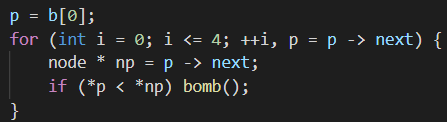 p = b[0];
for (int i = 0; i <= 4; ++i, p = p -> next) {
    node * np = p -> next;
    if (*p < *np) bomb();
}